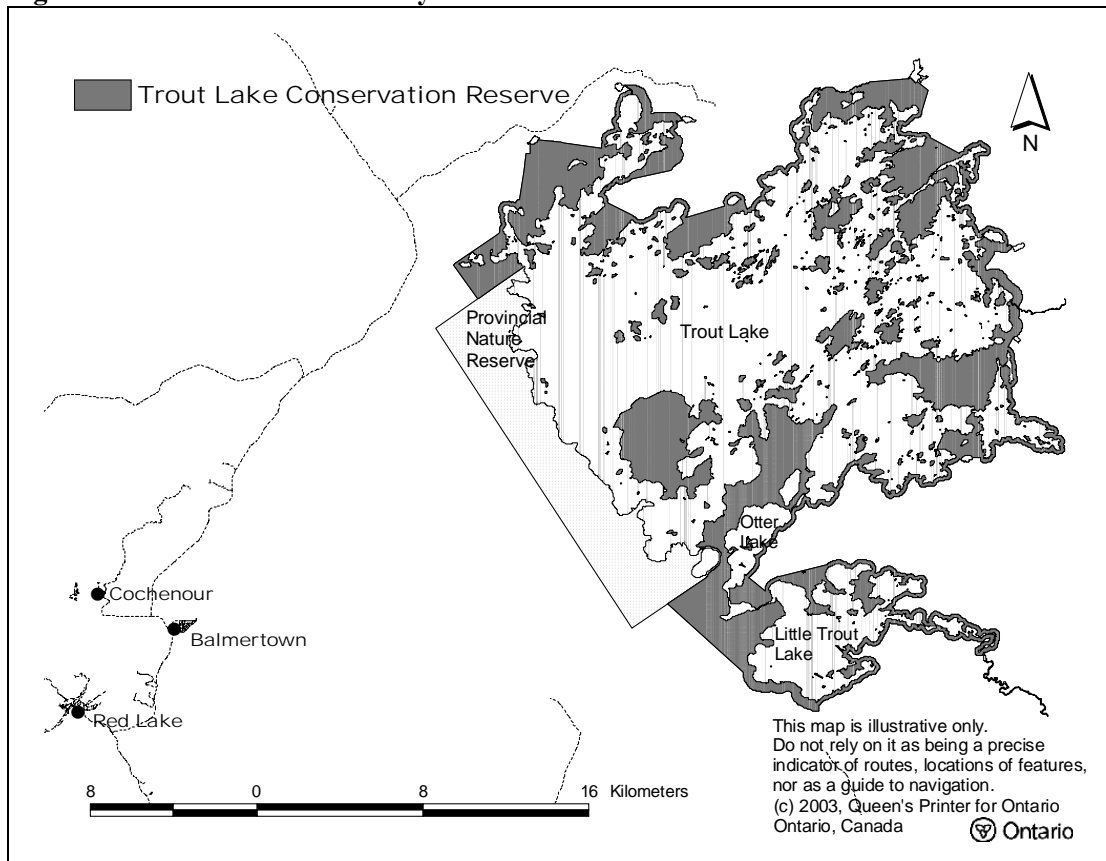 Trout Lake Conservation Reserve
N
Provincial
Nature
Reserve
Trout Lake
Otter
Lake
Cochenour
Balmertown
Little Trout
Lake
Red Lake
This map is illustrative only.
Do not rely on it as being a precise
indicator of routes, locations of features,
nor as a guide to navigation.
(c) 2003, Queen's Printer for Ontario
Ontario, Canada
Ontario
8 0 8 16 Kilometers